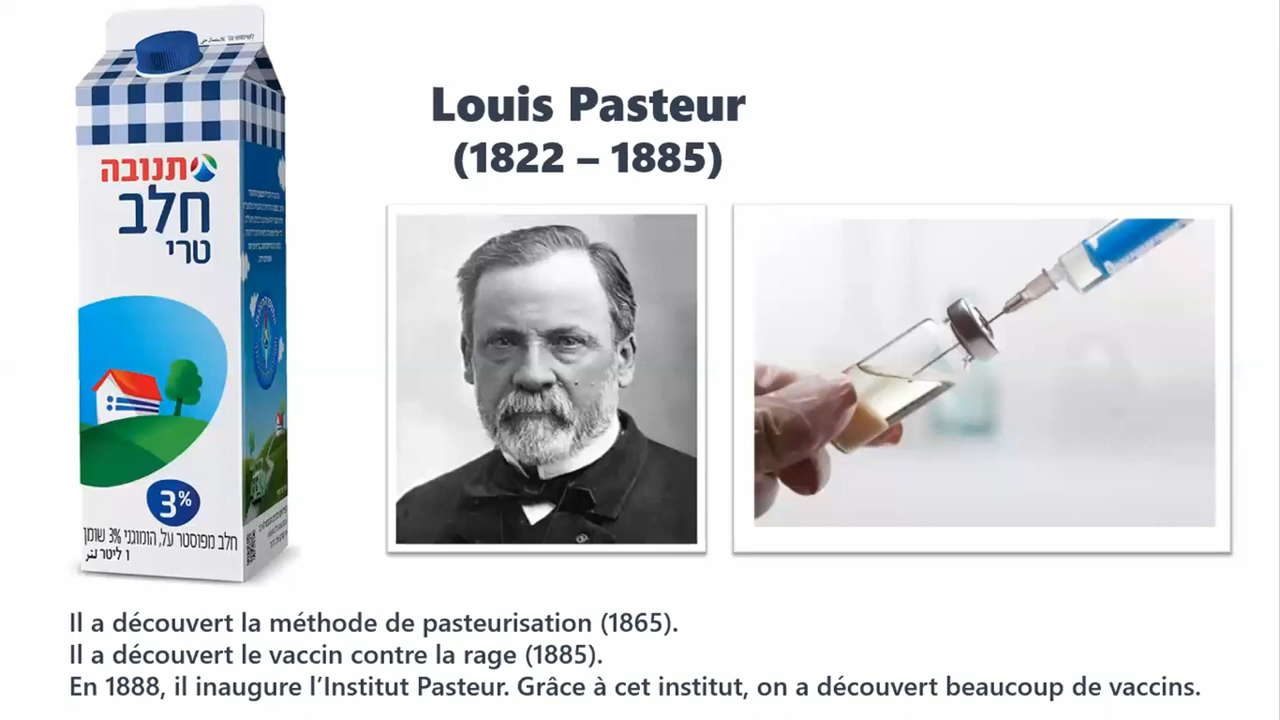 Louis Pasteur
(1822 – 1885)
תנובה
חלב
טרי
3%
חלב מפוסטר על, הומוגני 3% שומן
1 ליטר لتر
Il a découvert la méthode de pasteurisation (1865).
Il a découvert le vaccin contre la rage (1885).
En 1888, il inaugure l’Institut Pasteur. Grâce à cet institut, on a découvert beaucoup de vaccins.